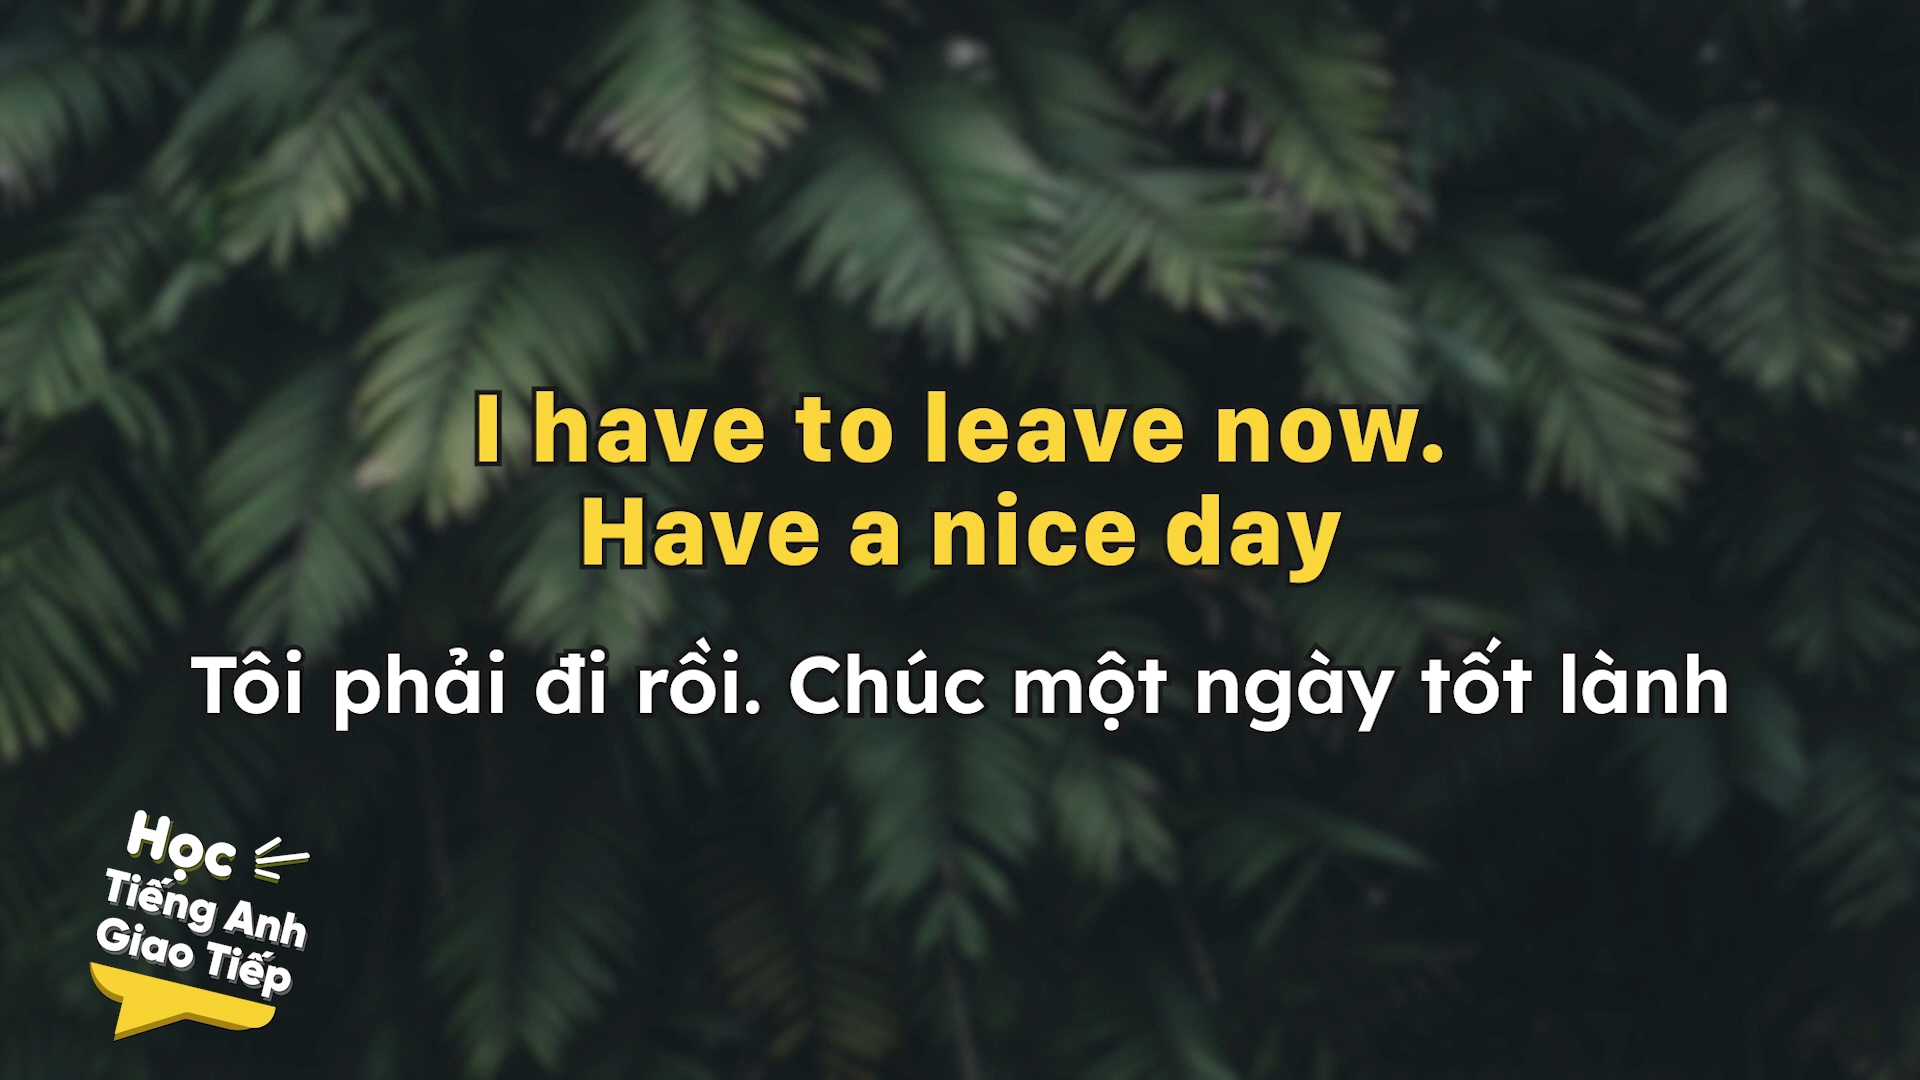 I have to leave now.
Have a nice day
Tôi phải đi rồi. Chúc một ngày tốt lành
Học
Tiếng Anh
Giao Tiếp